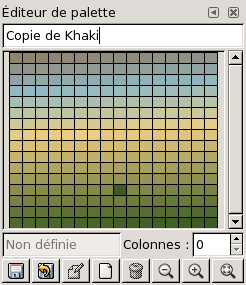 Éditeur de palette
Copie de Khaki
Non définie Colonnes : 0